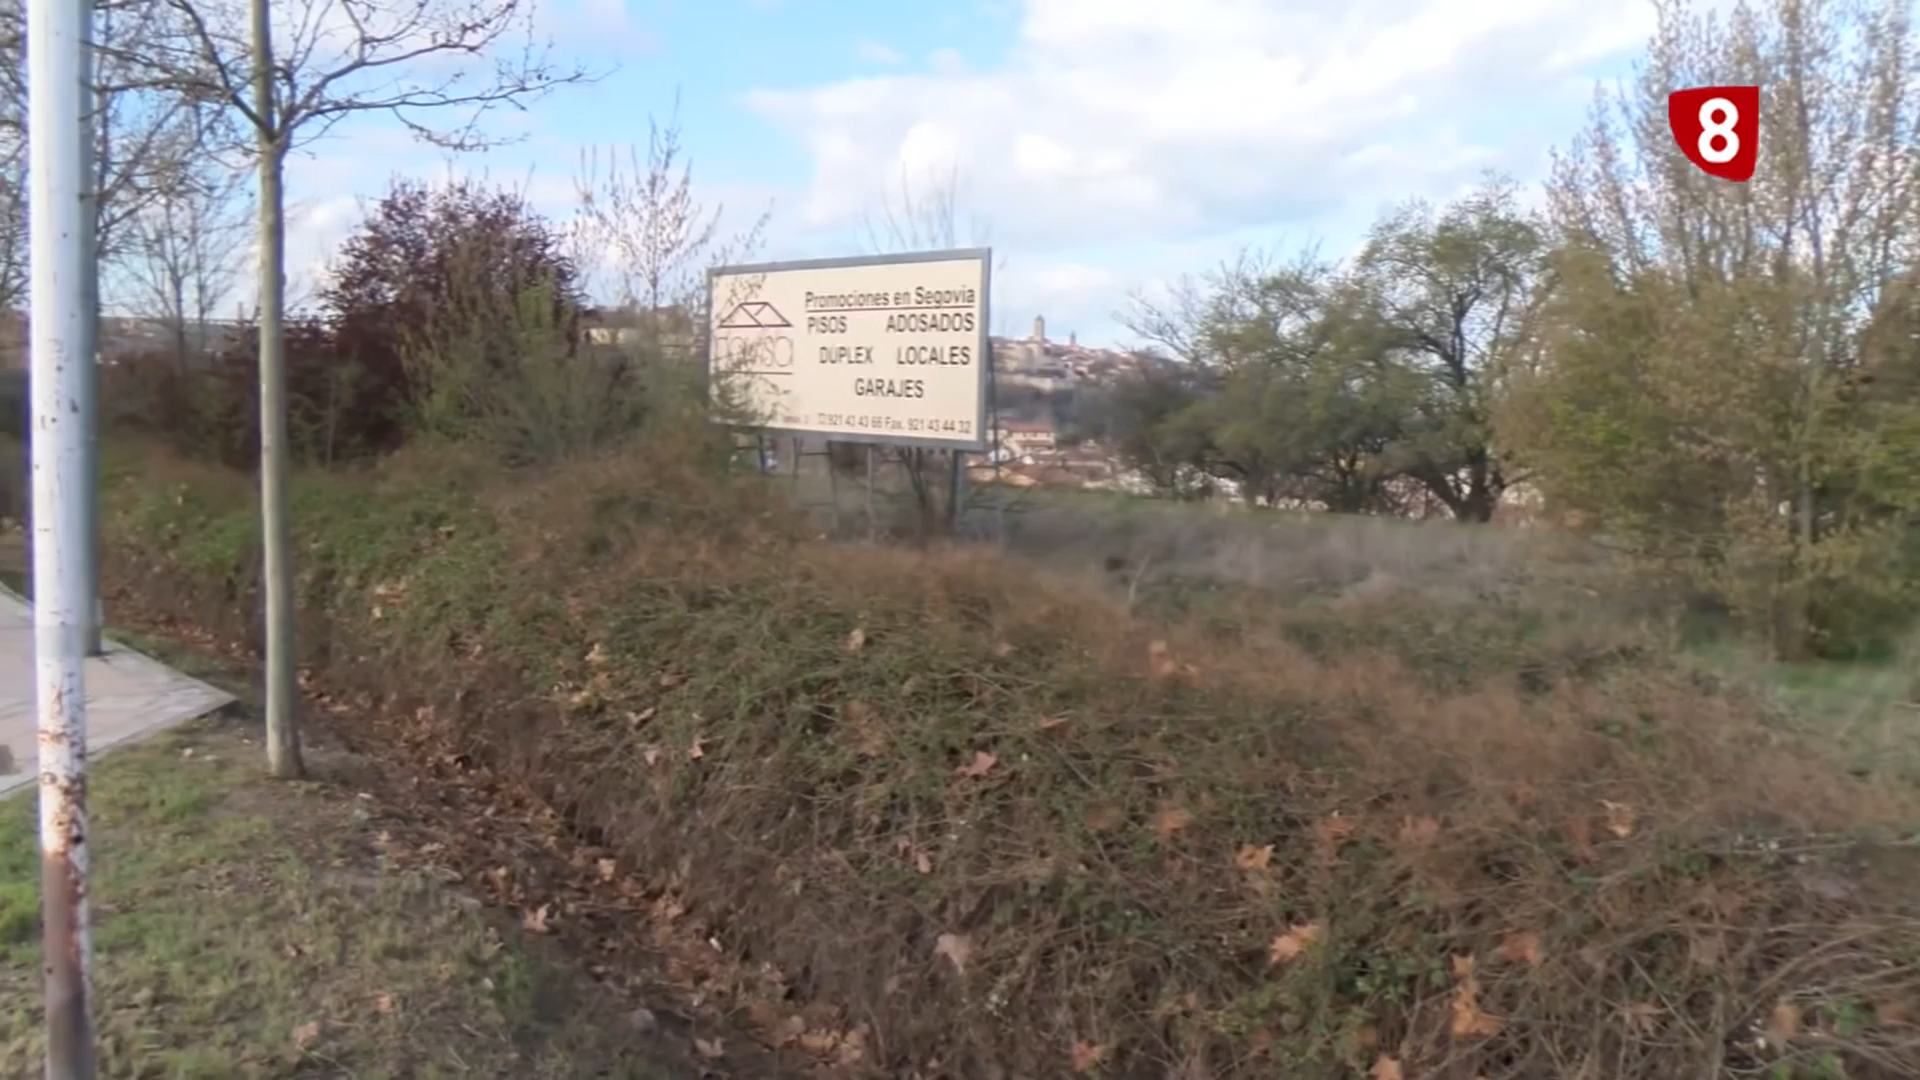 8
Promociones en Segovia
PISOS ADOSADOS
DUPLEX LOCALES
GARAJES
921 43 43 66 Fax. 921 43 44 32